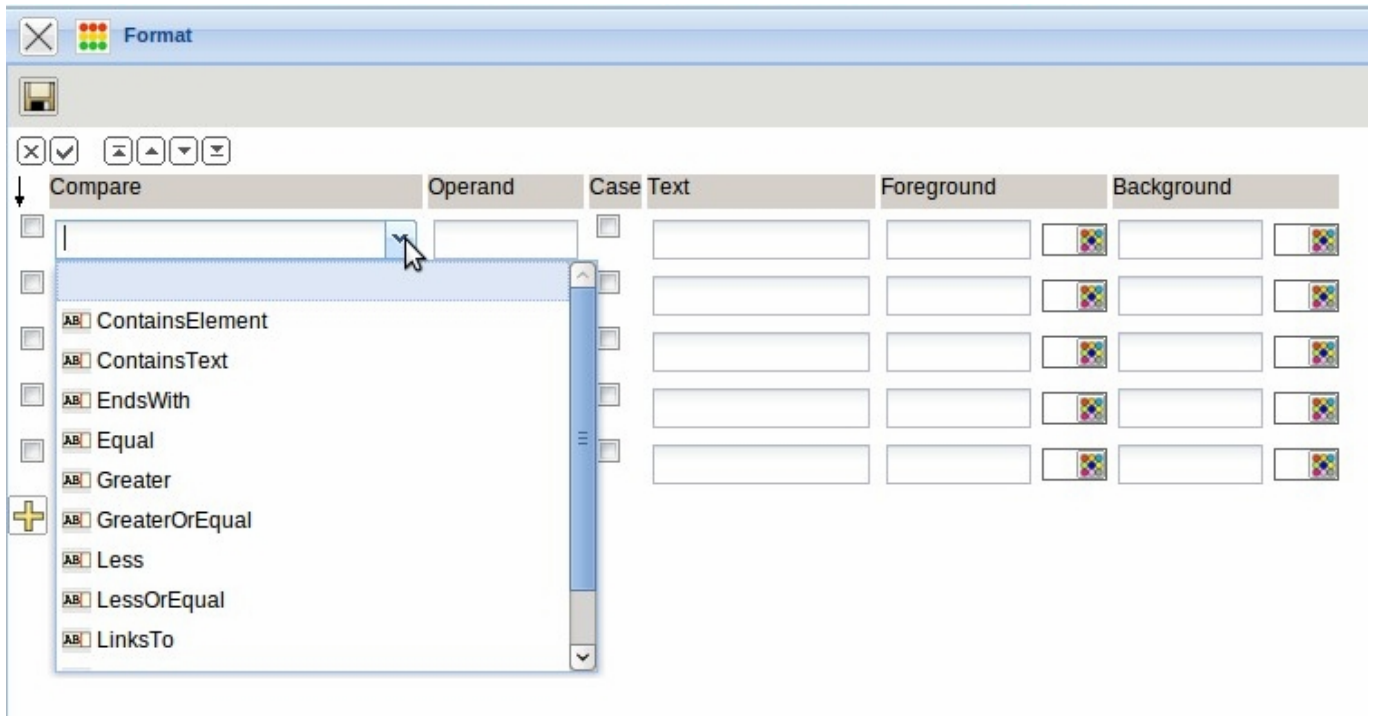 Format
Compare Operand Case Text Foreground Background
ContainsElement
ContainsText
EndsWith
Equal
Greater
GreaterOrEqual
Less
LessOrEqual
LinksTo